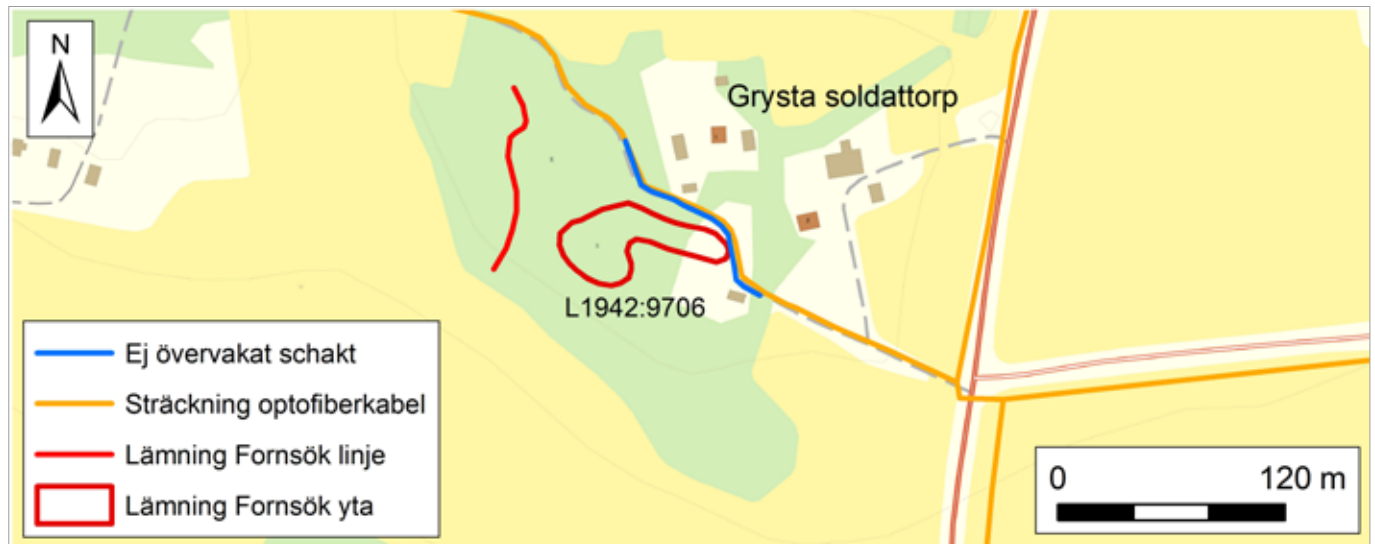 N
Grysta soldattorp
L1942:9706
Ej övervakat schakt
Sträckning optofiberkabel
Lämning Fornsök linje
Lämning Fornsök yta
0 120 m